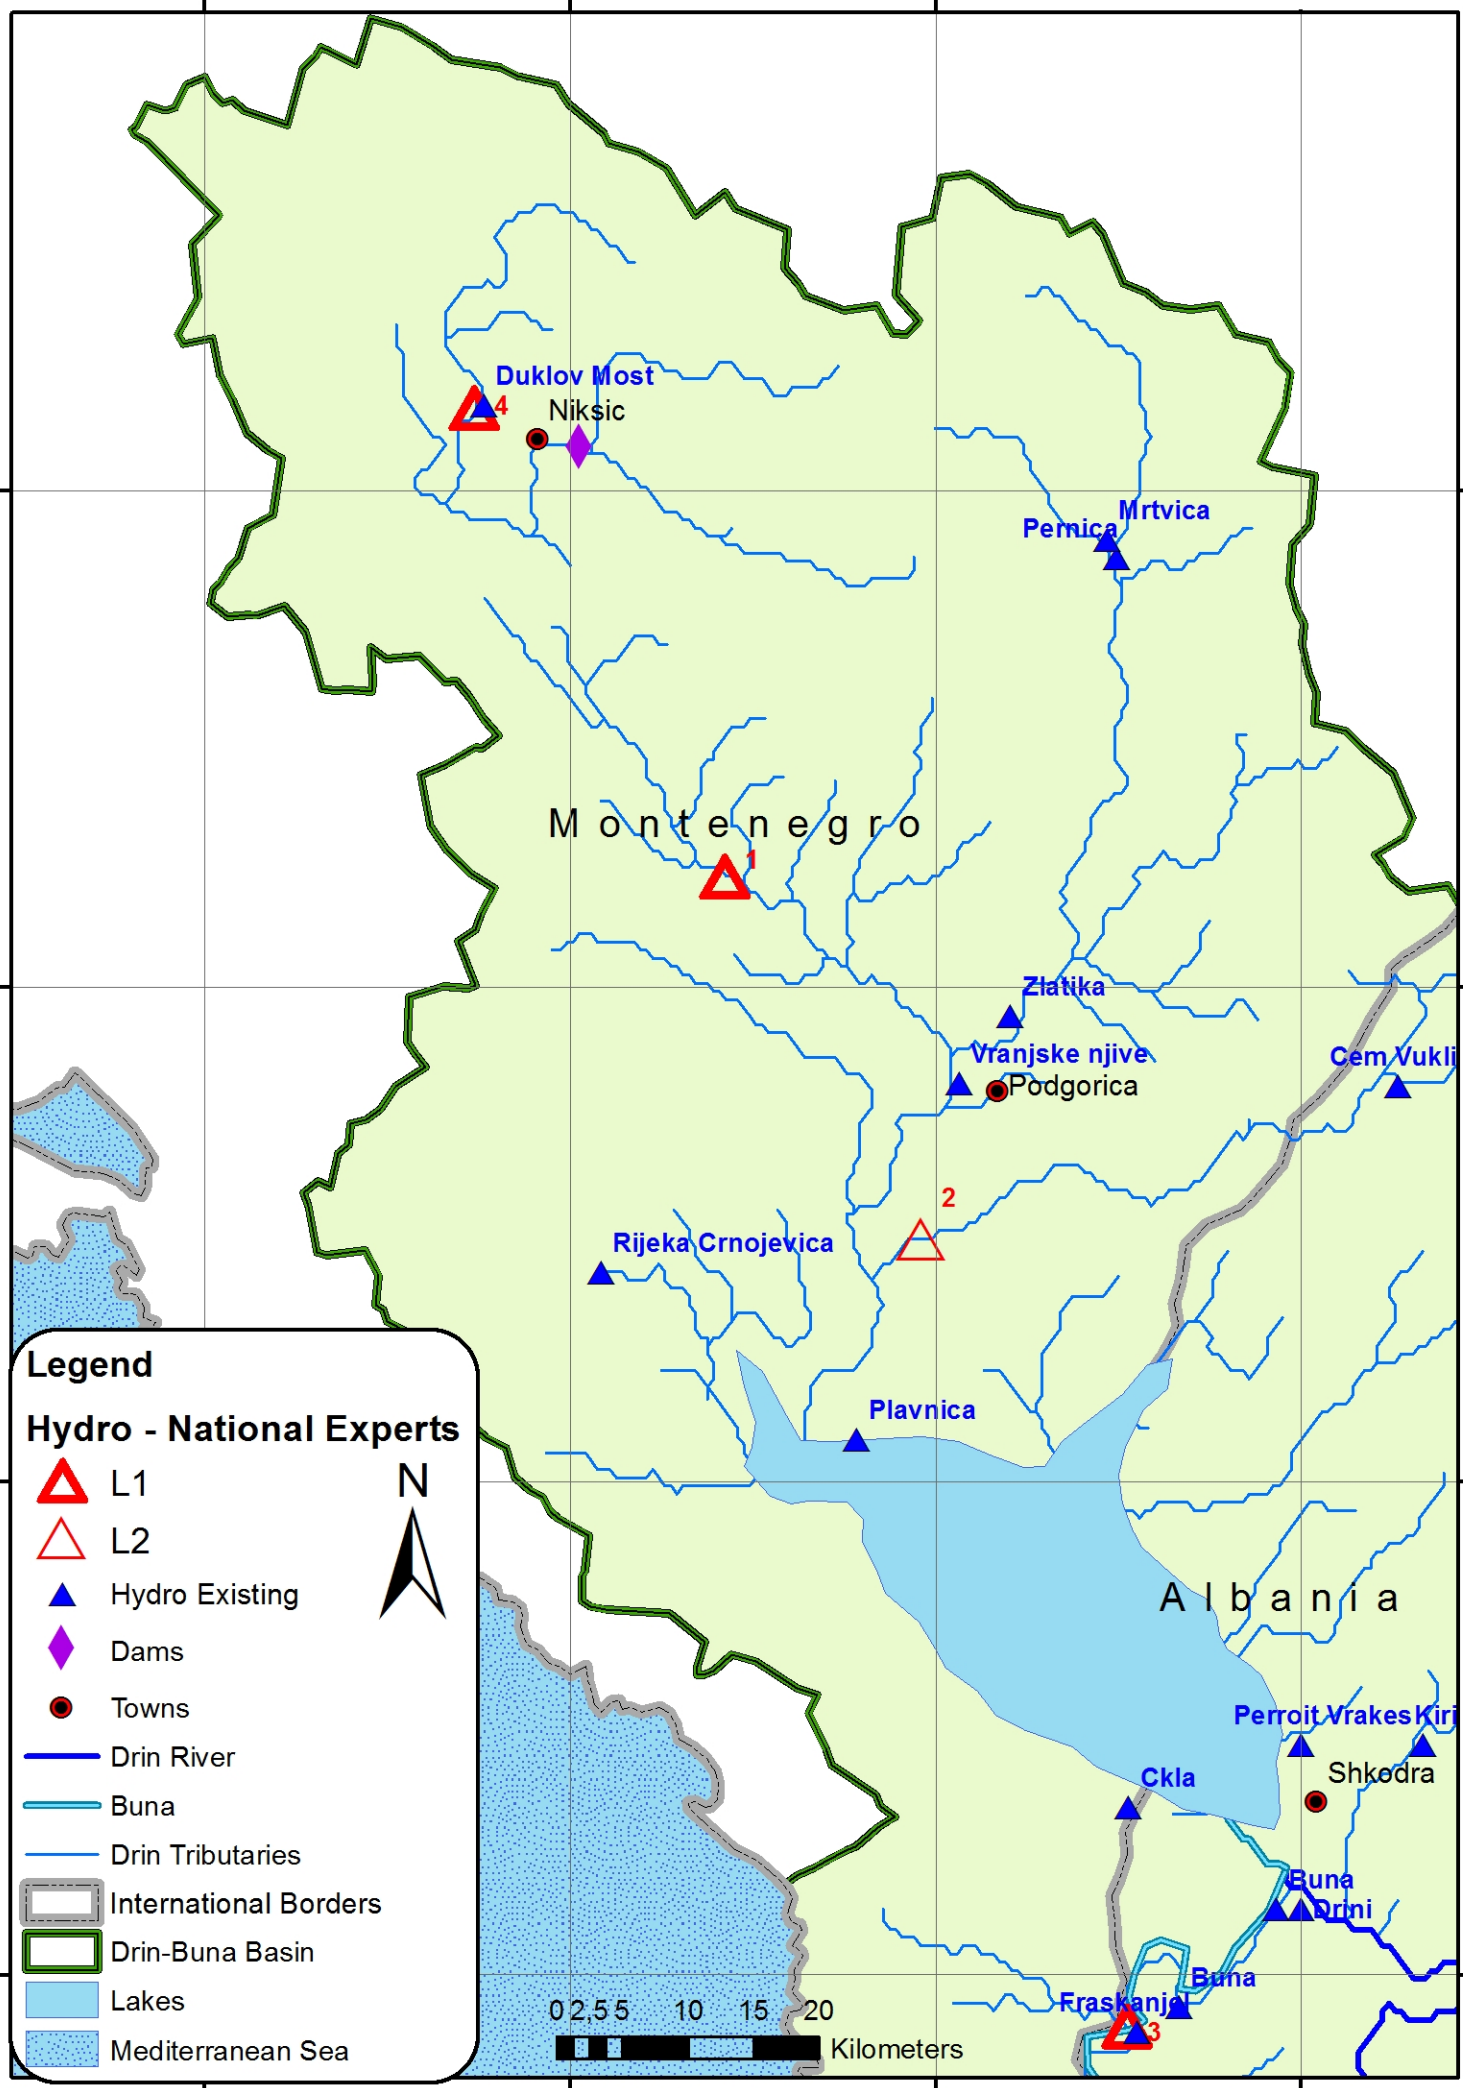 Duklov Most
4
Niksic
Mrtvica
Pernica
Montenegro
1
Zlatika
Vranjske njive
Podgorica
Cem Vukli
2
Rijeka Crnojevica
Plavnica
Albania
Perroit Vrakes
Kiri
Shkodra
Ckla
Buna
Drini
Buna
Fraskanjel
3
Legend
Hydro - National Experts
L1
N
L2
Hydro Existing
Dams
Towns
Drin River
Buna
Drin Tributaries
International Borders
Drin-Buna Basin
Lakes
Mediterranean Sea
0 2,5 5 10 15 20
Kilometers